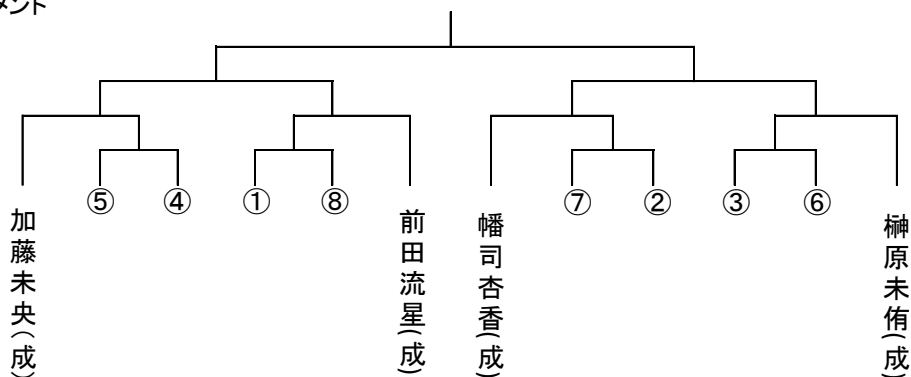 メント
⑤ ④ ① ⑧ ⑦ ② ③ ⑥
加藤未央(成)
前田流星(成)
幡司杏香(成)
榊原未侑(成)